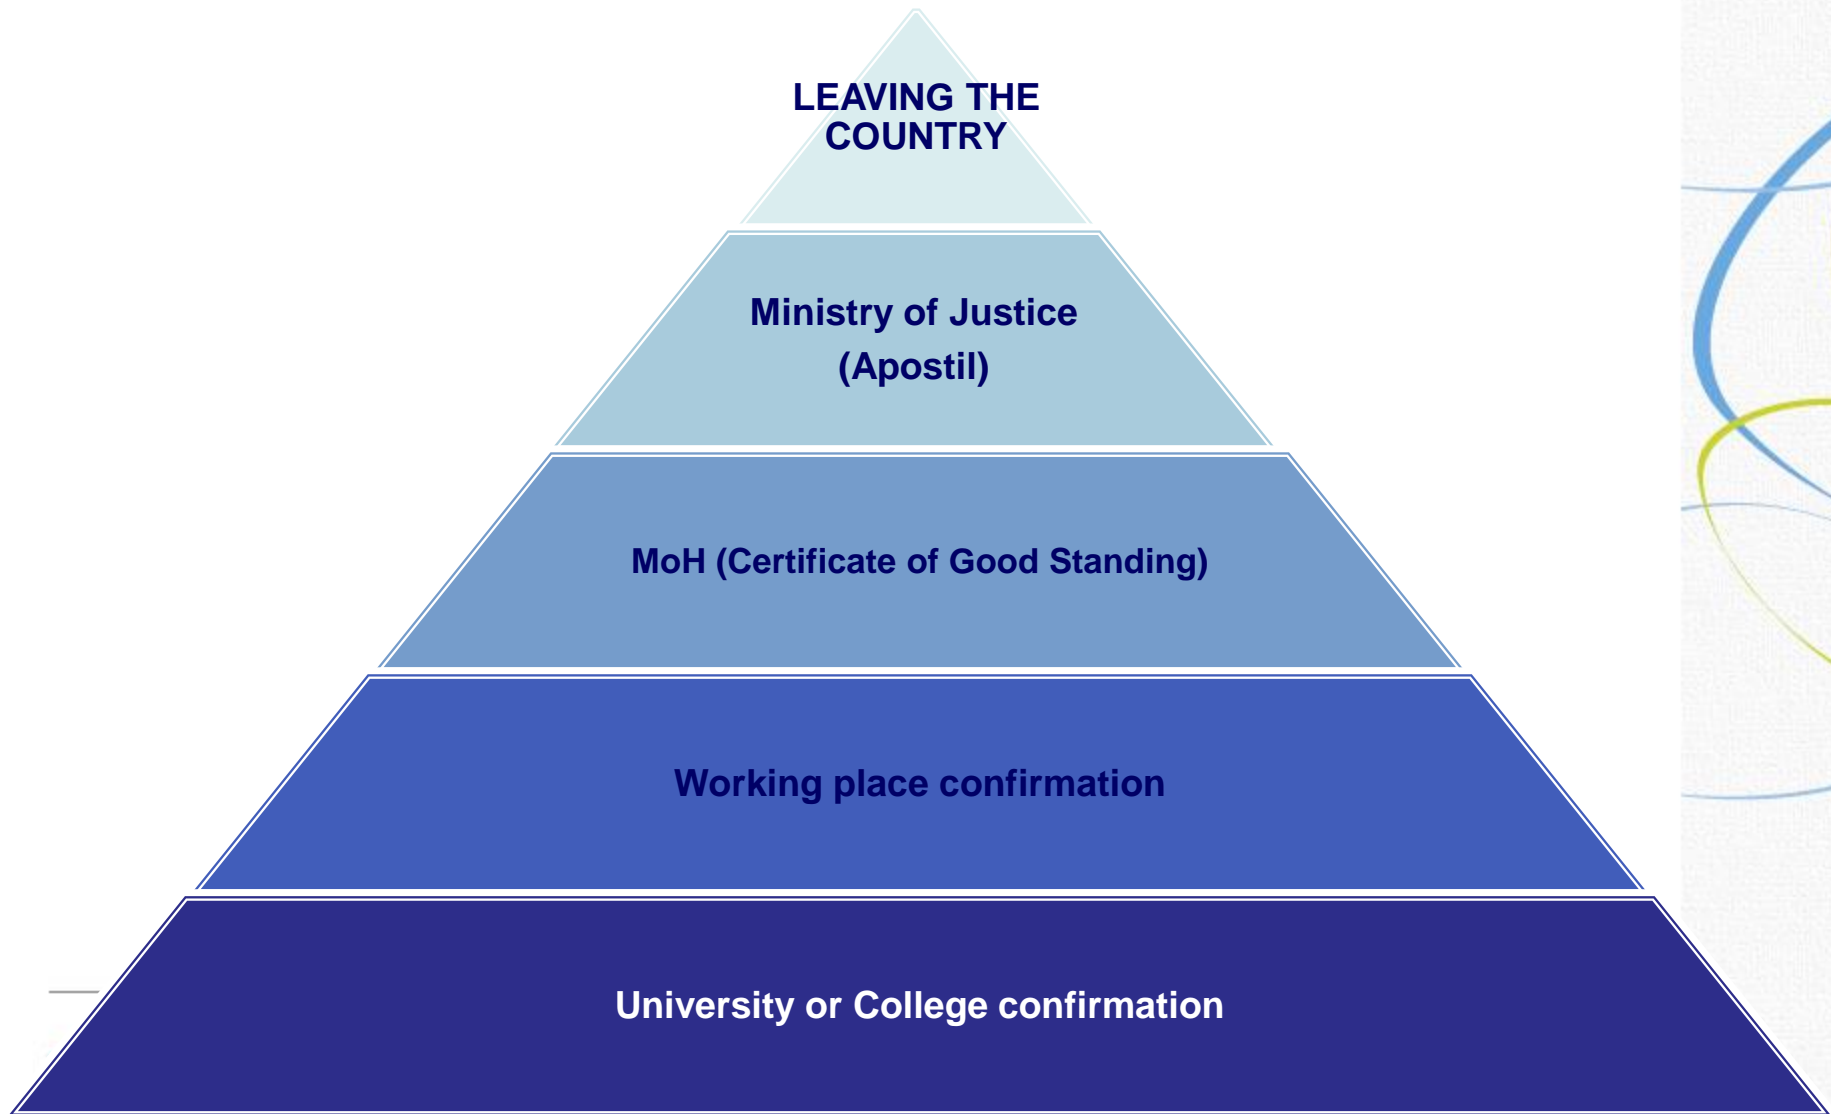 LEAVING THE
COUNTRY
Ministry of Justice
(Apostil)
MoH (Certificate of Good Standing)
Working place confirmation
University or College confirmation